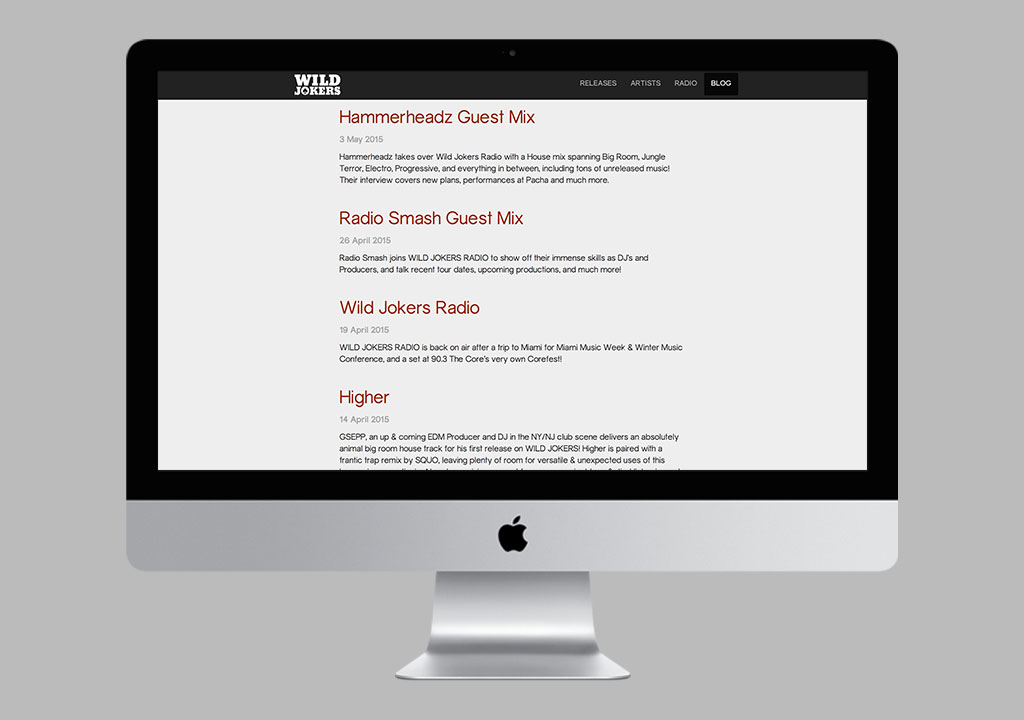 WILD
JOKERS
RELEASES ARTISTS RADIO BLOG
Hammerheadz Guest Mix
3 May 2015
Hammerheadz takes over Wild Jokers Radio with a House mix spanning Big Room, Jungle
Terror, Electro, Progressive, and everything in between, including tons of unreleased music!
Their interview covers new plans, performances at Pacha and much more.
Radio Smash Guest Mix
26 April 2015
Radio Smash joins WILD JOKERS RADIO to show off their immense skills as DJ's and
Producers, and talk recent tour dates, upcoming productions, and much more!
Wild Jokers Radio
19 April 2015
WILD JOKERS RADIO is back on air after a trip to Miami for Miami Music Week & Winter Music
Conference, and a set at 90.3 The Core's very own Corefest!
Higher
14 April 2015
GSEPP, an up & coming EDM Producer and DJ in the NY/NJ club scene delivers an absolutely
animal big room house track for his first release on WILD JOKERS! Higher is paired with a
frantic trap remix by SQUO, leaving plenty of room for versatile & unexpected uses of this